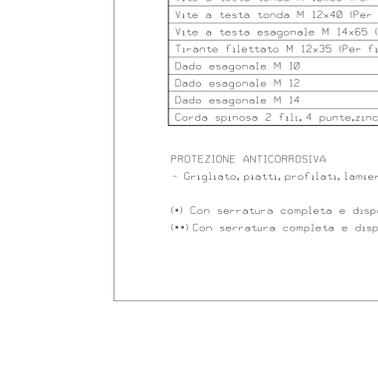 Vite a testa tonda M 12x40 (Per
Vite a testa esagonale M 14x65 (
Tirante filettato M 12x35 (Per fi
Dado esagonale M 10
Dado esagonale M 12
Dado esagonale M 14
Corda spinosa 2 fili, 4 punte,zinc
PROTEZIONE ANTICORROSIVA
- Grigliato, piatti, profilati, lamier
(*) Con serratura completa e disp
(**) Con serratura completa e disp